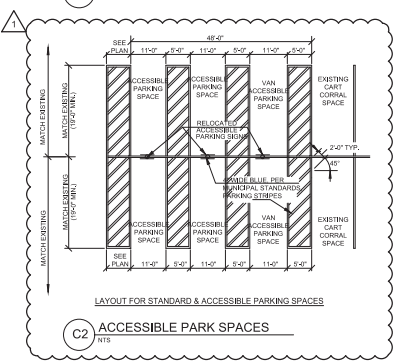 1
48'-0"
SEE
PLAN
11'-0" 5'-0" 11'-0" 5'-0" 11'-0" 5'-0"
MATCH EXISTING
MATCH EXISTING
(19'-0" MIN.)
ACCESSIBLE
PARKING
SPACE
ACCESSIBLE
PARKING
SPACE
VAN
ACCESSIBLE
PARKING
SPACE
EXISTING
CART
CORRAL
SPACE
RELOCATED
ACCESSIBLE
PARKING SIGNS
2'-0" TYP.
45°
WIDE BLUE, PER
MUNICIPAL STANDARDS
PARKING STRIPES
MATCH EXISTING
MATCH EXISTING
(19'-0" MIN.)
ACCESSIBLE
PARKING
SPACE
ACCESSIBLE
PARKING
SPACE
VAN
ACCESSIBLE
PARKING
SPACE
EXISTING
CART
CORRAL
SPACE
SEE
PLAN
11'-0" 5'-0" 11'-0" 5'-0" 11'-0" 5'-0"
LAYOUT FOR STANDARD & ACCESSIBLE PARKING SPACES
C2 ACCESSIBLE PARK SPACES
NTS